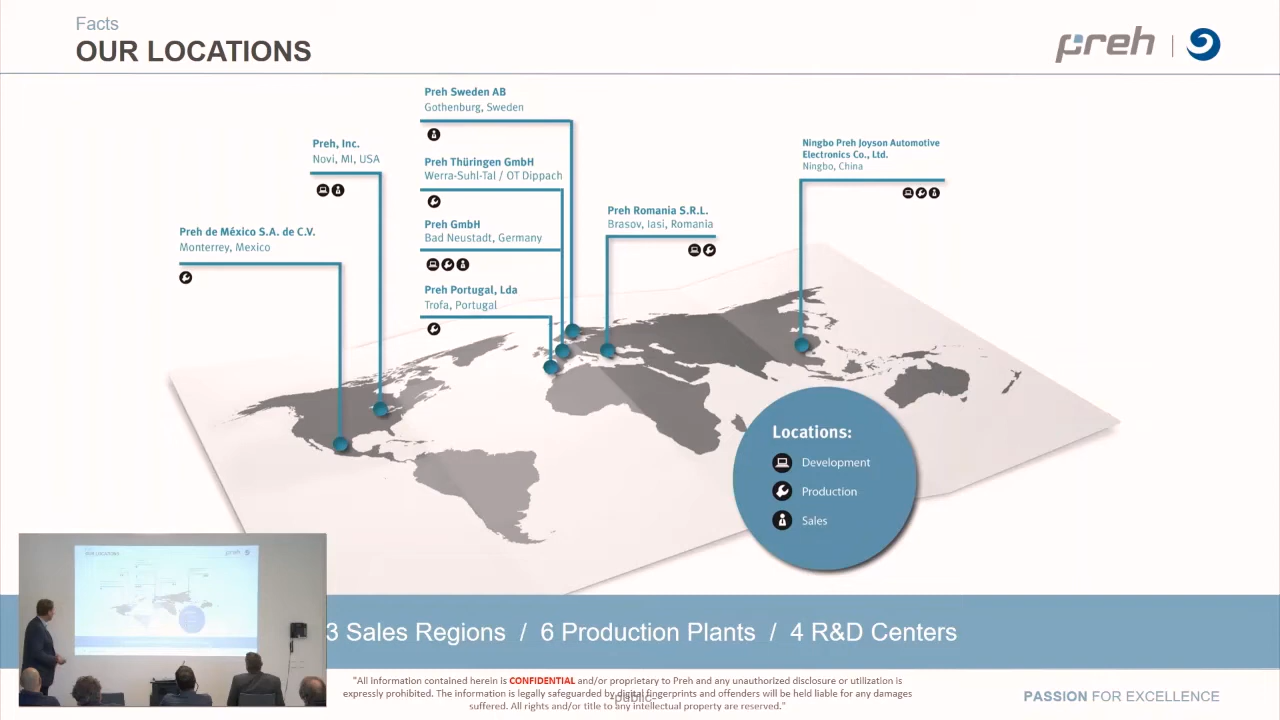 Facts
OUR LOCATIONS
preh
Preh Sweden AB
Gothenburg, Sweden
Preh, Inc.
Novi, MI, USA
Preh Thüringen GmbH
Werra-Suhl-Tal / OT Dippach
Ningbo Preh Joyson Automotive
Electronics Co., Ltd.
Ningbo, China
Preh de México S.A. de C.V.
Monterrey, Mexico
Preh GmbH
Bad Neustadt, Germany
Preh Romania S.R.L.
Brasov, Iasi, Romania
Preh Portugal, Lda
Trofa, Portugal
Locations:
Development
Production
Sales
OUR LOCATIONS
preh
3 Sales Regions / 6 Production Plants / 4 R&D Centers
"All information contained herein is CONFIDENTIAL and/or proprietary to Preh and any unauthorized disclosure or utilization is
expressly prohibited. The information is legally safeguarded by digital fingerprints and offenders will be held liable for any damages
suffered. All rights and/or title to any intellectual property are reserved."
-public-
PASSION FOR EXCELLENCE